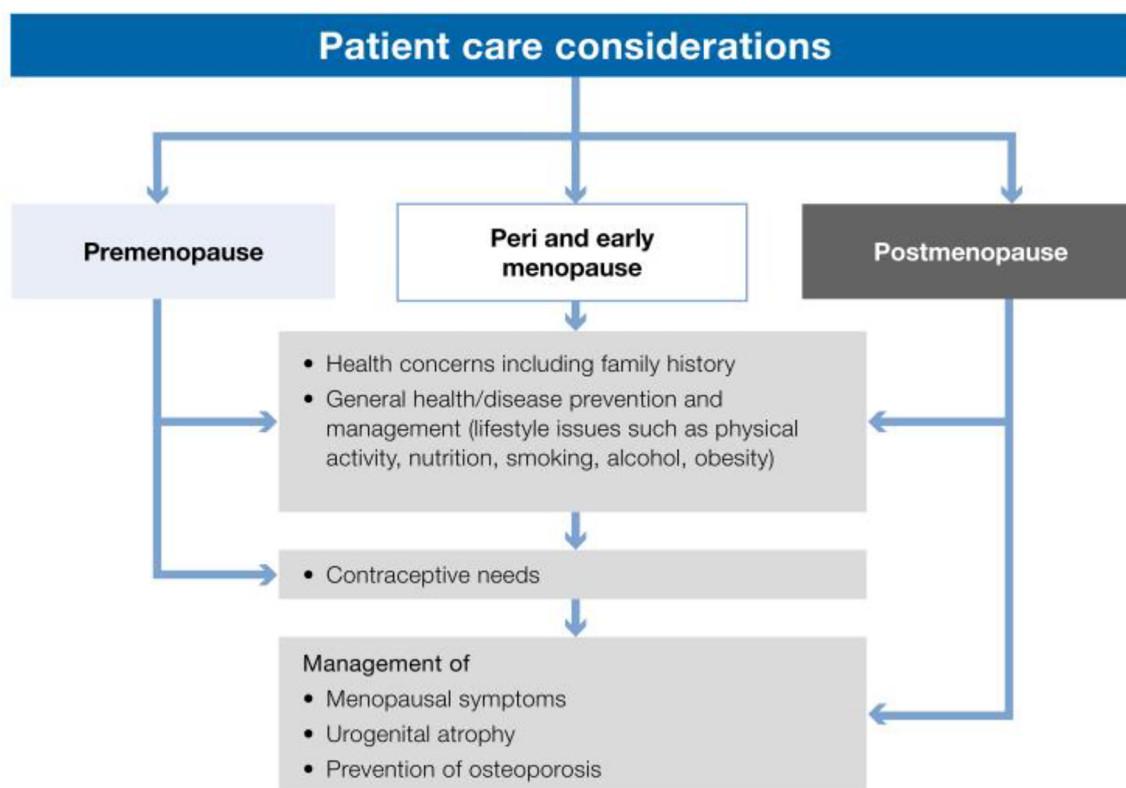 Patient care considerations
Premenopause
Peri and early
menopause
Postmenopause
• Health concerns including family history
• General health/disease prevention and
management (lifestyle issues such as physical
activity, nutrition, smoking, alcohol, obesity)
• Contraceptive needs
Management of
• Menopausal symptoms
• Urogenital atrophy
• Prevention of osteoporosis